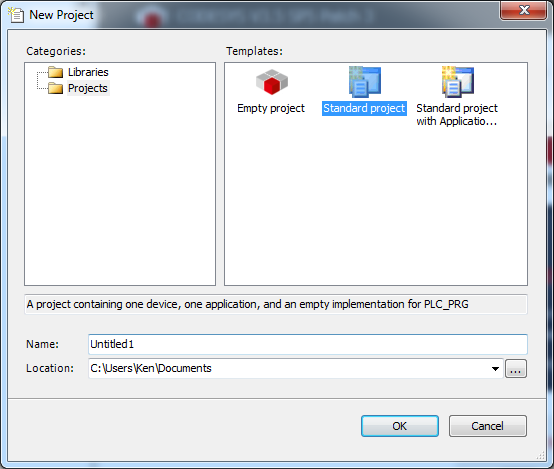 New Project
Categories:
Templates:
Libraries
Projects
Empty project
Standard project
Standard project
with Applicatio...
A project containing one device, one application, and an empty implementation for PLC_PRG
Name:
Untitled1
Location:
C:\Users\Ken\Documents
...
OK
Cancel